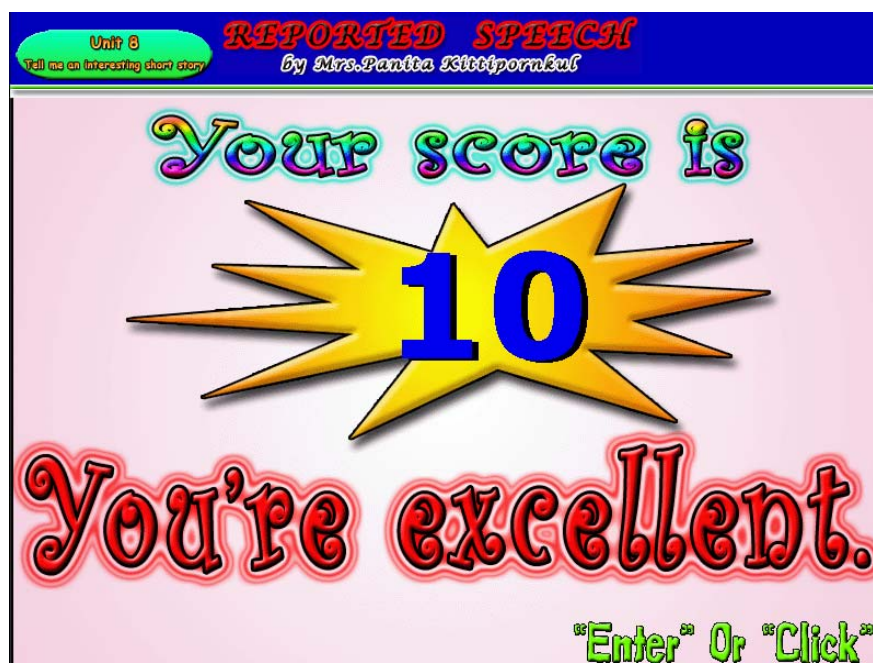 Unit 8
Tell me an interesting short story
REPORTED SPEECH
by Mrs.Panita Kittipornkul
Your score is
10
You're excellent.
"Enter" Or "Click"